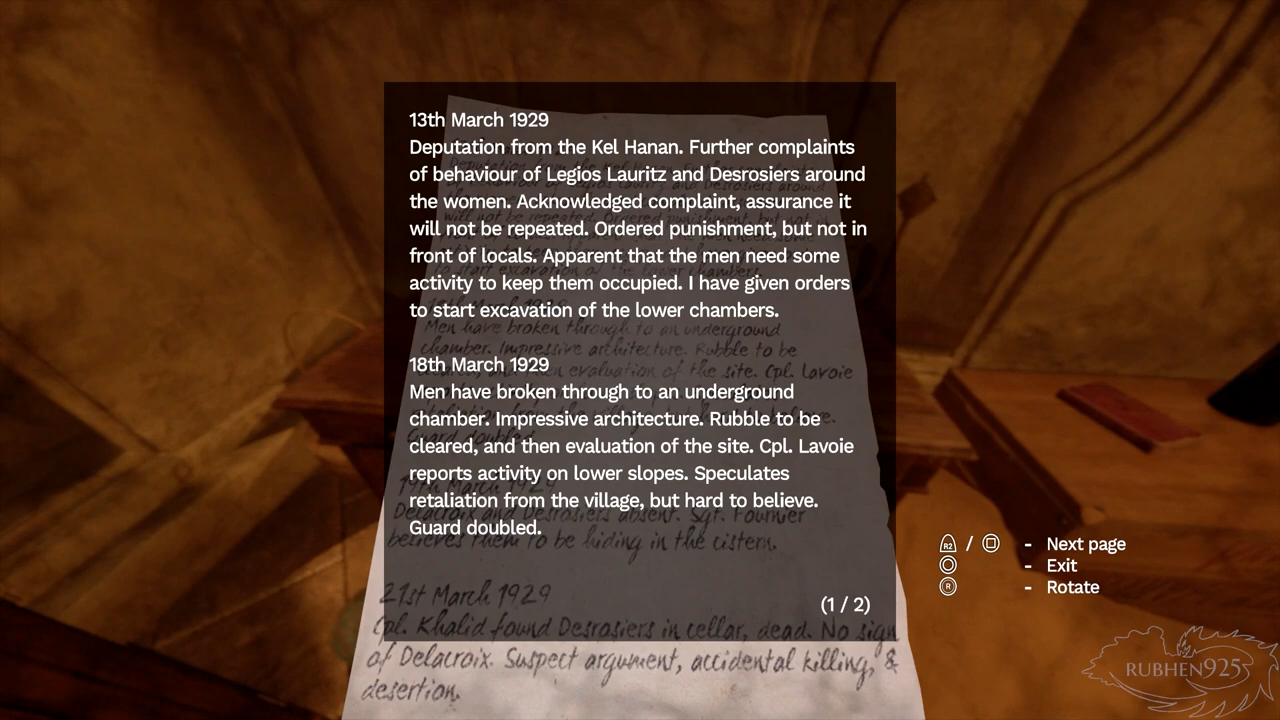 13th March 1929
Deputation from the Kel Hanan. Further complaints
of behaviour of Legios Lauritz and Desrosiers around
the women. Acknowledged complaint, assurance it
will not be repeated. Ordered punishment, but not in
front of locals. Apparent that the men need some
activity to keep them occupied. I have given orders
to start excavation of the lower chambers.
18th March 1929
Men have broken through to an underground
chamber. Impressive architecture. Rubble to be
cleared, and then evaluation of the site. Cpl. Lavoie
reports activity on lower slopes. Speculates
retaliation from the village, but hard to believe.
Guard doubled.
(1 / 2)
19th March 1929
Delacroix and Desrosiers absent. Sgt. Fournier
believes them to be hiding in the cistern.
21st March 1929
Cpl. Khalid found Desrosiers in cellar, dead. No sign
of Delacroix. Suspect argument, accidental killing, &
desertion.
R2 / - Next page
- Exit
R - Rotate
RUBHEN925